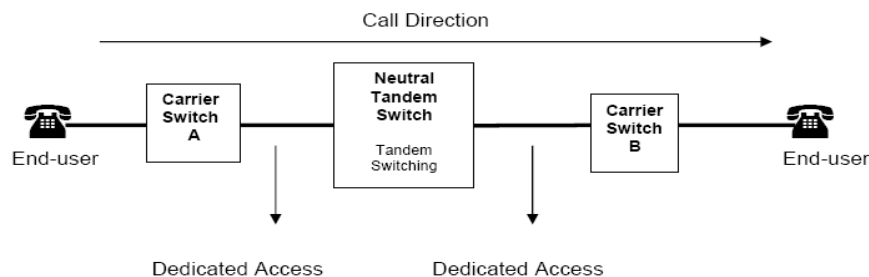 Call Direction
Neutral
Tandem
Switch
Tandem
Switching
Carrier
Switch
A
Carrier
Switch
B
End-user
End-user
Dedicated Access
Dedicated Access